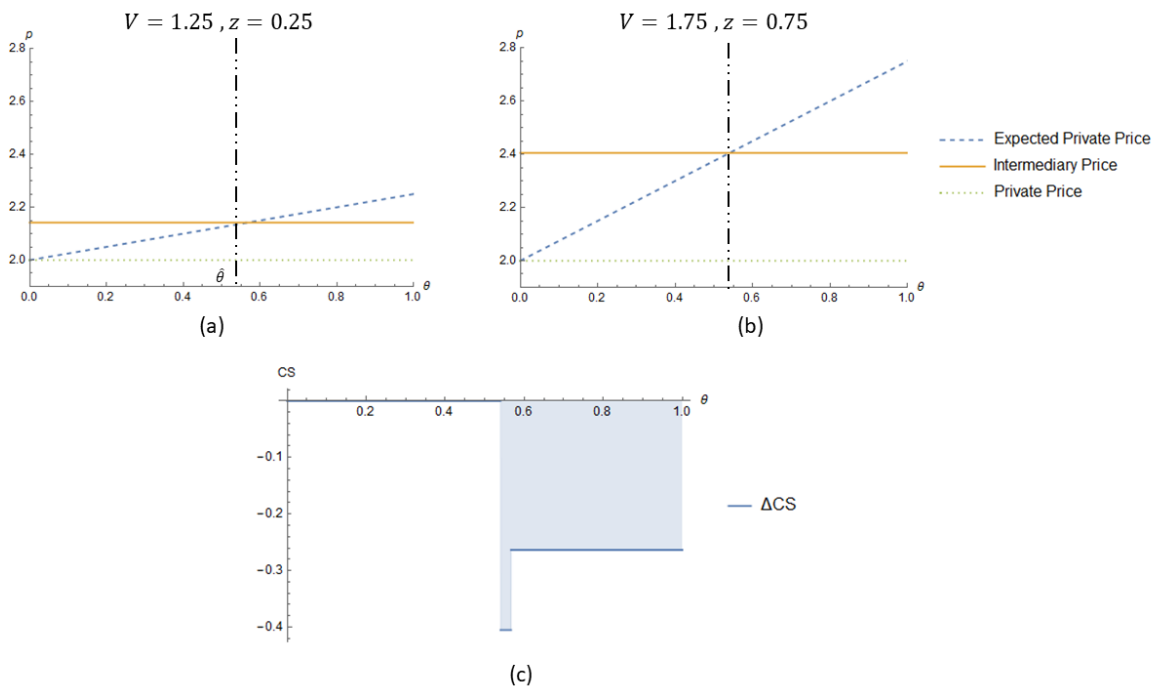 V = 1.25 , z = 0.25
p
2.8
2.6
2.4
2.2
2.0
θ̂
0.0 0.2 0.4 0.6 0.8 1.0 θ
(a)
V = 1.75 , z = 0.75
p
2.8
2.6
2.4
2.2
2.0
0.0 0.2 0.4 0.6 0.8 1.0 θ
(b)
Expected Private Price
Intermediary Price
Private Price
CS
0.2 0.4 0.6 0.8 1.0 θ
−0.1
−0.2
−0.3
−0.4
ΔCS
(c)